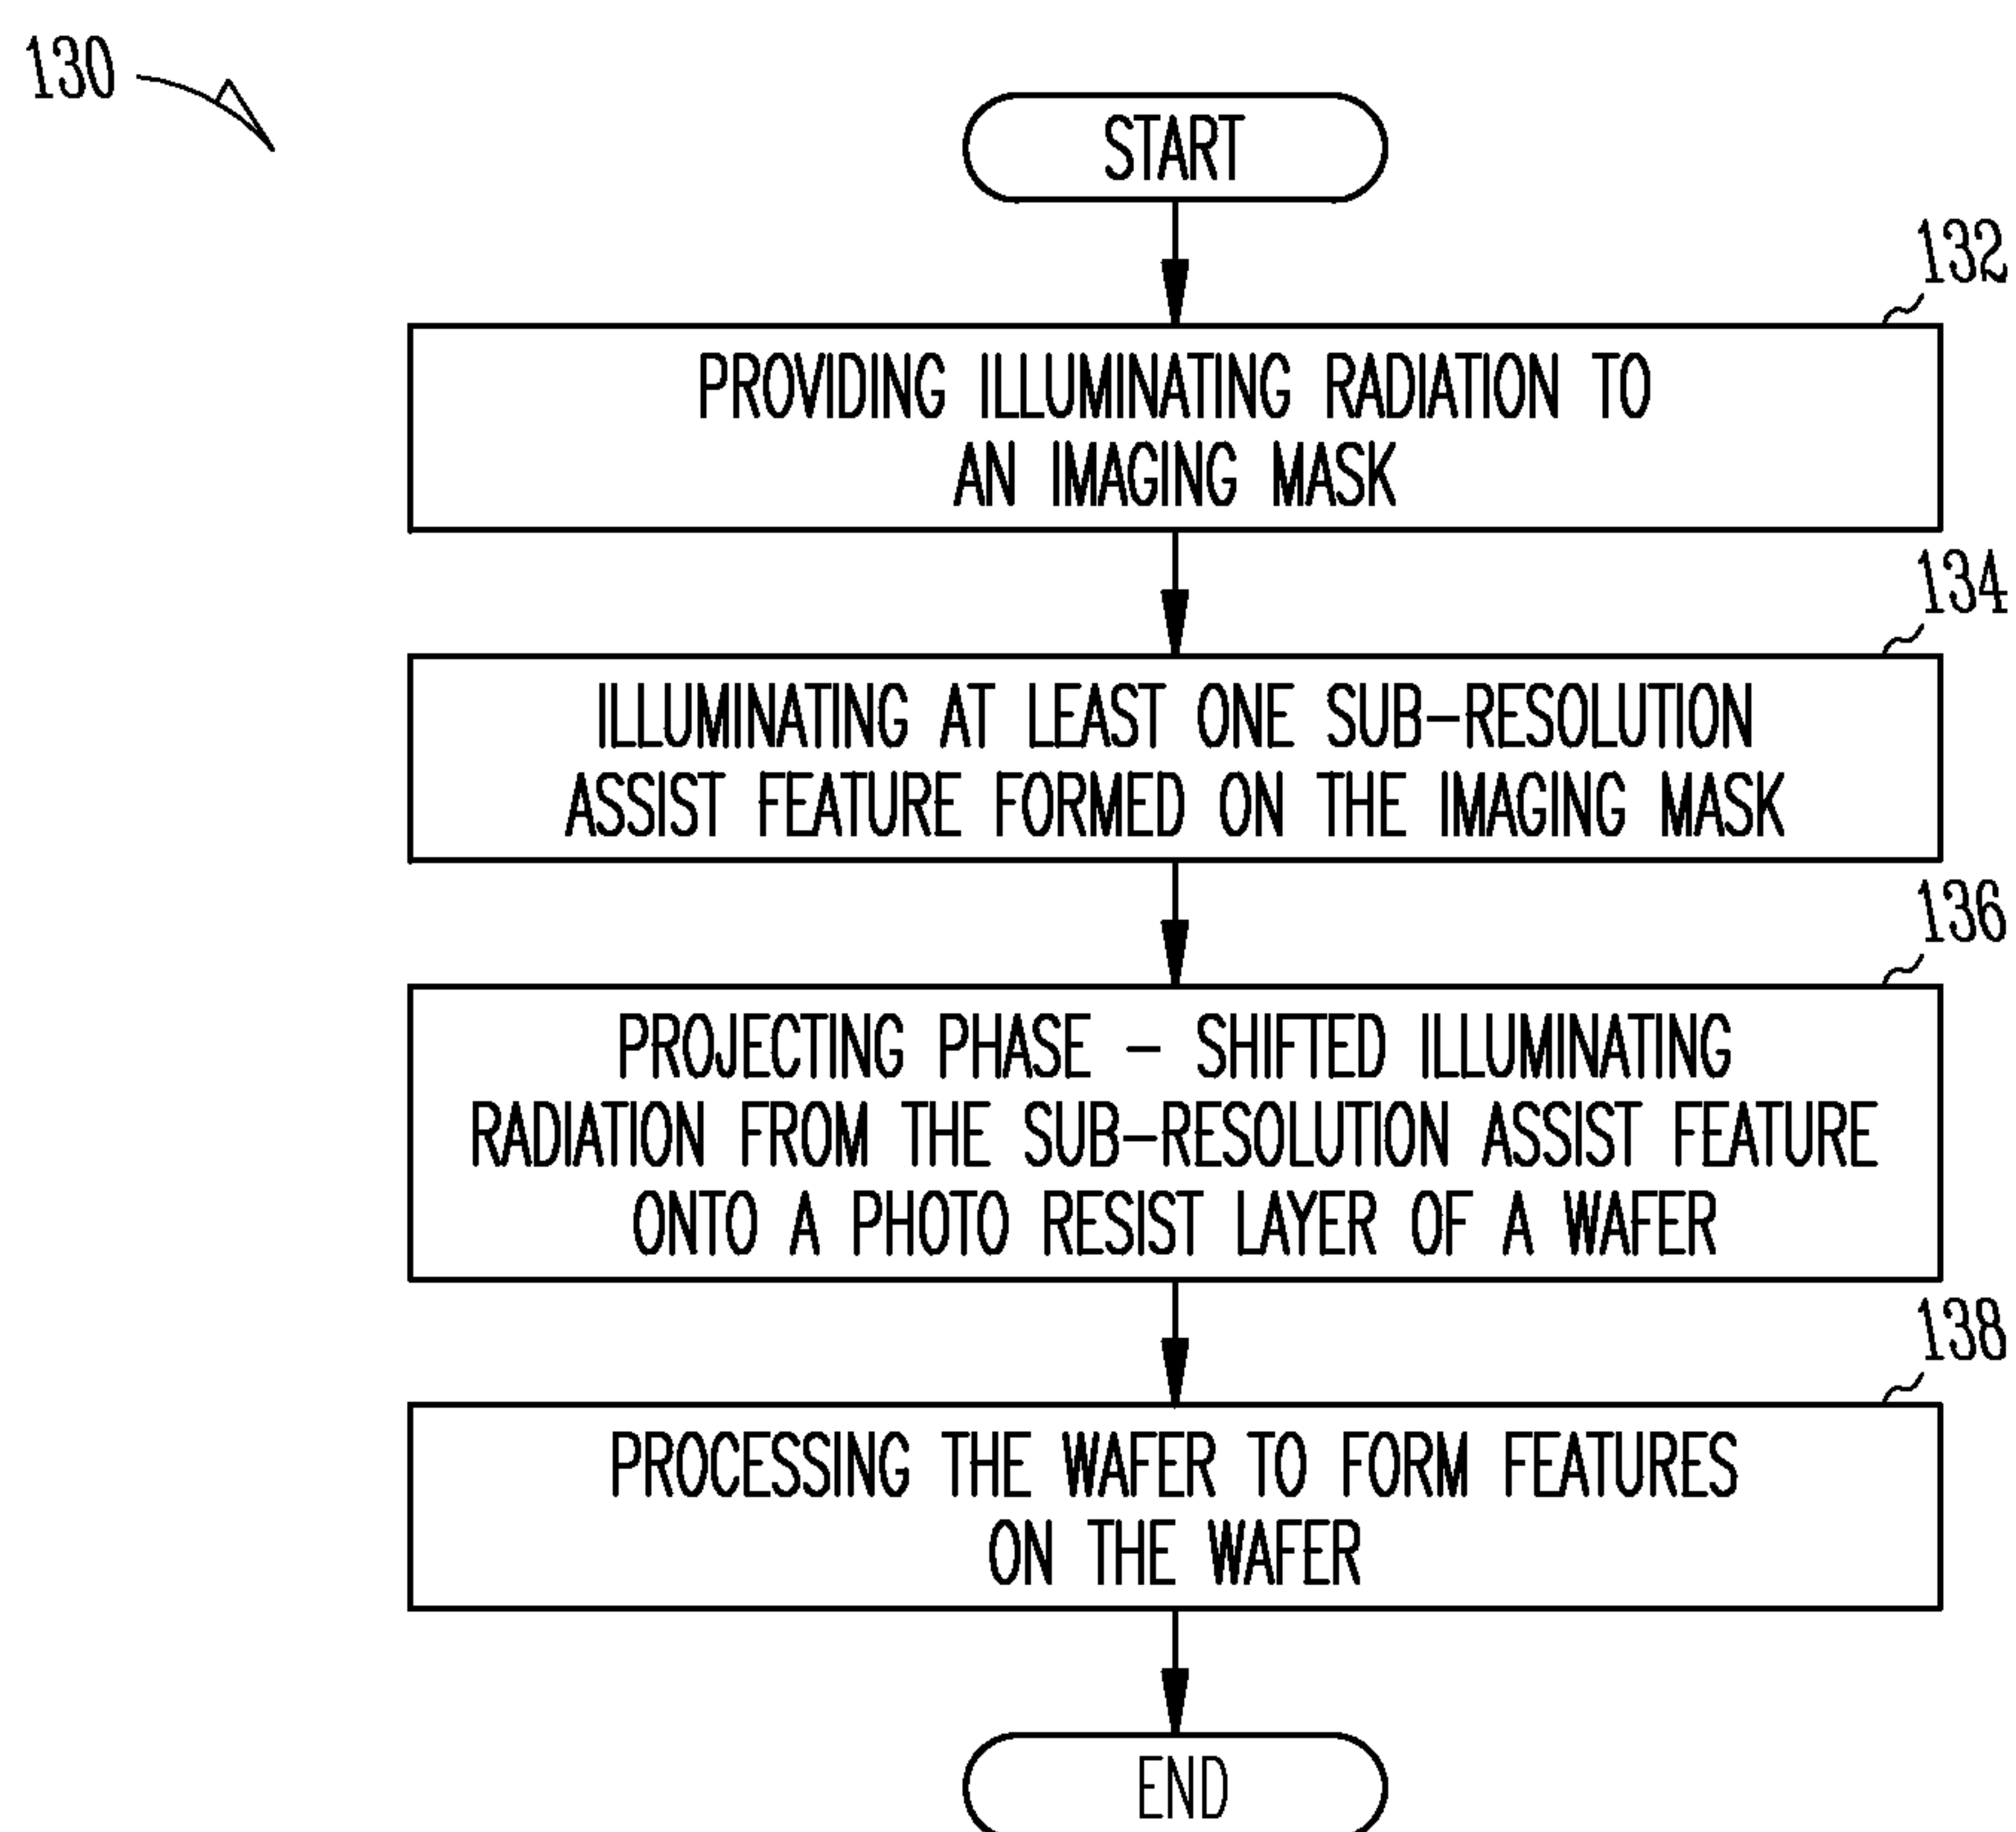 130
START
132
PROVIDING ILLUMINATING RADIATION TO
AN IMAGING MASK
134
ILLUMINATING AT LEAST ONE SUB-RESOLUTION
ASSIST FEATURE FORMED ON THE IMAGING MASK
136
PROJECTING PHASE - SHIFTED ILLUMINATING
RADIATION FROM THE SUB-RESOLUTION ASSIST FEATURE
ONTO A PHOTO RESIST LAYER OF A WAFER
138
PROCESSING THE WAFER TO FORM FEATURES
ON THE WAFER
END